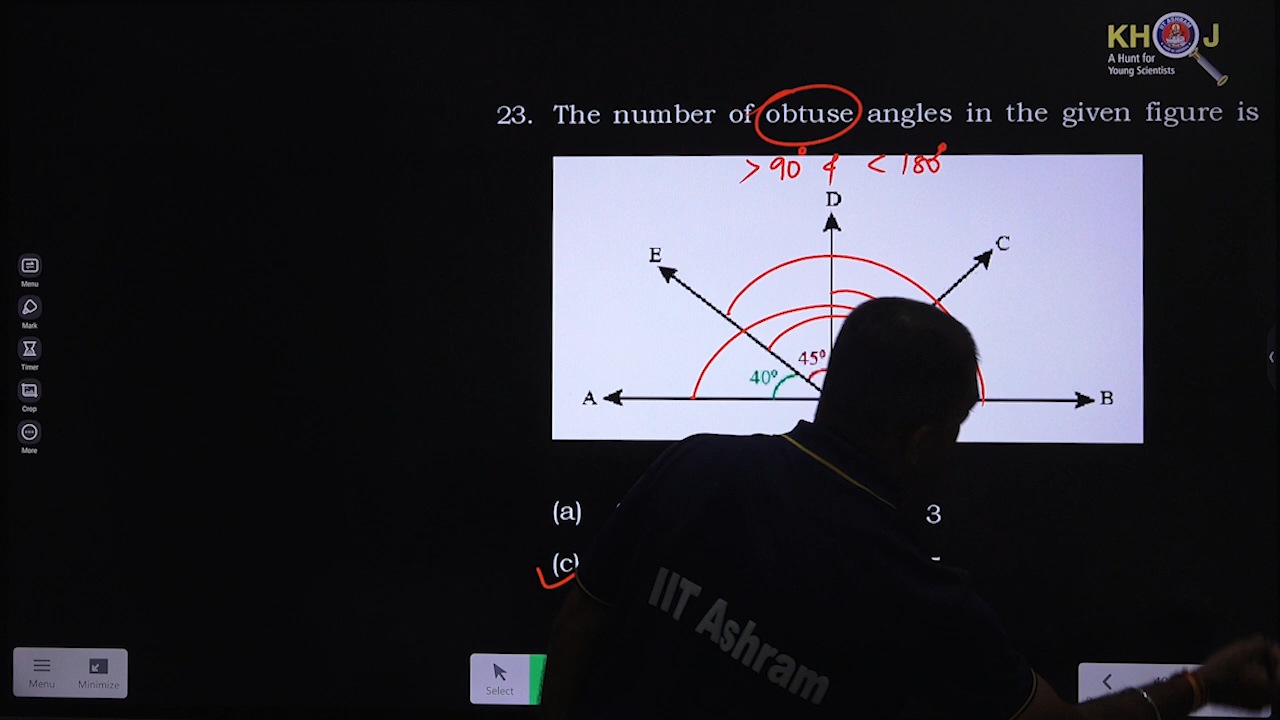 KHOJ
A Hunt for
Young Scientists
23. The number of obtuse angles in the given figure is
> 90° & < 180°
D
E
C
45°
40°
A
B
(a)
3
(c)
IIT Ashram
Menu
Mark
Timer
Crop
More
Menu
Minimize
Select